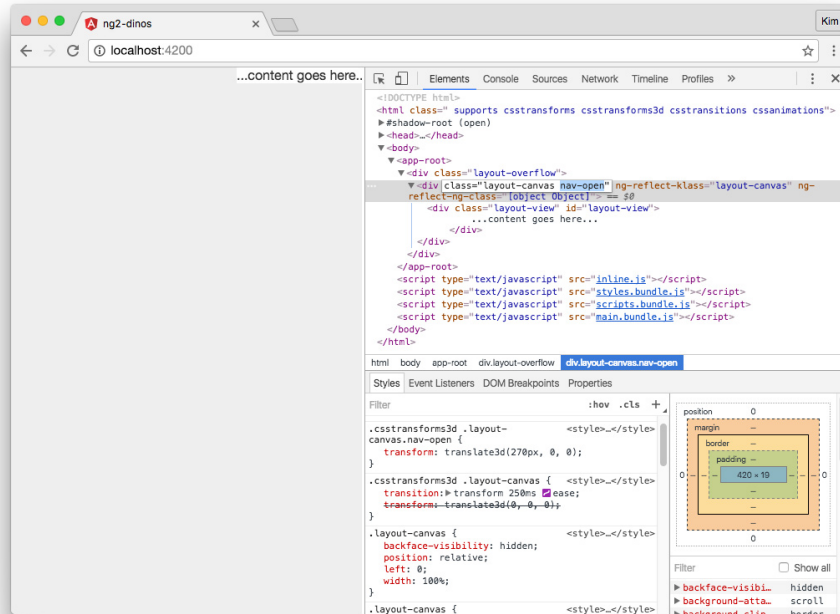 ng2-dinos
Kim
localhost:4200
...content goes here..
Elements Console Sources Network Timeline Profiles »
<!DOCTYPE html>
<html class=" supports csstransforms csstransforms3d csstransitions cssanimations">
▶#shadow-root (open)
▶<head>…</head>
▼<body>
▼<app-root>
▼<div class="layout-overflow">
… ▼<div class="layout-canvas nav-open" ng-reflect-klass="layout-canvas" ng-
reflect-ng-class="[object Object]"> == $0
<div class="layout-view" id="layout-view">
...content goes here...
</div>
</div>
</div>
</app-root>
<script type="text/javascript" src="inline.js"></script>
<script type="text/javascript" src="styles.bundle.js"></script>
<script type="text/javascript" src="scripts.bundle.js"></script>
<script type="text/javascript" src="main.bundle.js"></script>
</body>
</html>
html body app-root div.layout-overflow div.layout-canvas.nav-open
Styles Event Listeners DOM Breakpoints Properties
Filter :hov .cls +
.csstransforms3d .layout- <style>…</style>
canvas.nav-open {
transform: translate3d(270px, 0, 0);
}
.csstransforms3d .layout-canvas { <style>…</style>
transition:▶transform 250ms ease;
transform: translate3d(0, 0, 0);
}
.layout-canvas { <style>…</style>
backface-visibility: hidden;
position: relative;
left: 0;
width: 100%;
}
.layout-canvas { <style>…</style>
position 0
margin –
border –
padding –
0 – – – 420 × 19 – – – 0
–
–
–
0
Filter Show all
▶backface-visibi… hidden
▶background-atta… scroll
▶background-clip border